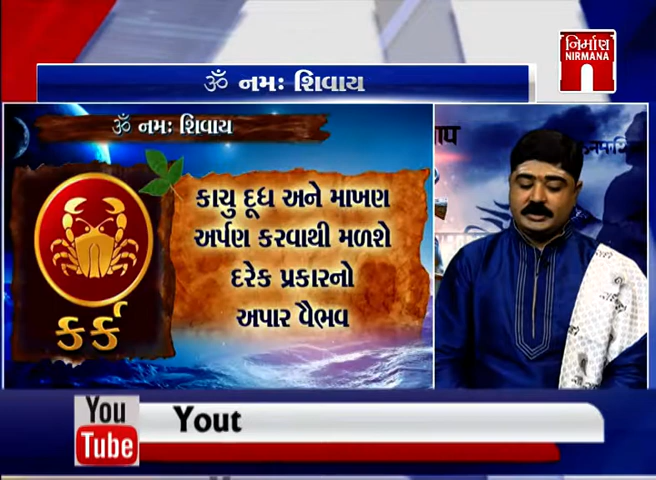 નિર્માણ
NIRMANA
ૐ નમઃ શિવાય
ૐ નમઃ શિવાય
કાચુ દૂધ અને માખણ
અર્પણ કરવાથી મળશે
દરેક પ્રકારનો
અપાર વૈભવ
કર્ક
You
Tube
Yout